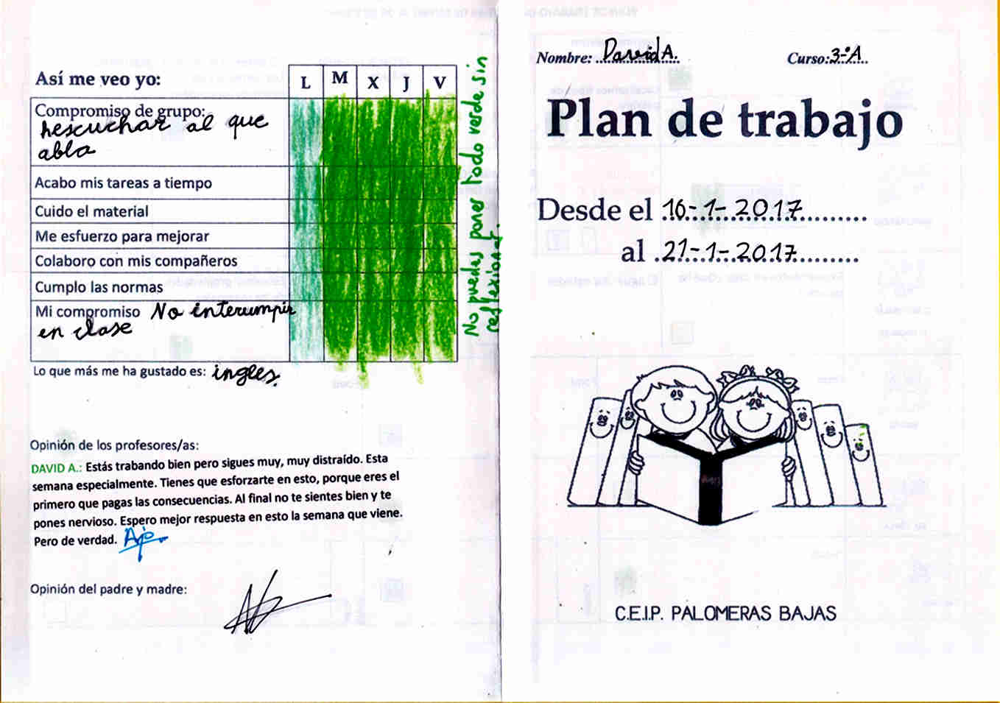 Así me veo yo:
L M X J V
Compromiso de grupo:
hescuchar al que
abla
Acabo mis tareas a tiempo
Cuido el material
Me esfuerzo para mejorar
Colaboro con mis compañeros
Cumplo las normas
Mi compromiso No interrumpir
en clase
Lo que más me ha gustado es: ingles.
No puedes poner todo verde sin
reflexionar.
Opinión de los profesores/as:
DAVID A.: Estás trabando bien pero sigues muy, muy distraído. Esta
semana especialmente. Tienes que esforzarte en esto, porque eres el
primero que pagas las consecuencias. Al final no te sientes bien y te
pones nervioso. Espero mejor respuesta en esto la semana que viene.
Pero de verdad. Ajo
Opinión del padre y madre:
Nombre: David A.
Curso: 3ºA
Plan de trabajo
Desde el 16-1-2017
al 21-1-2017
C.E.I.P. PALOMERAS BAJAS